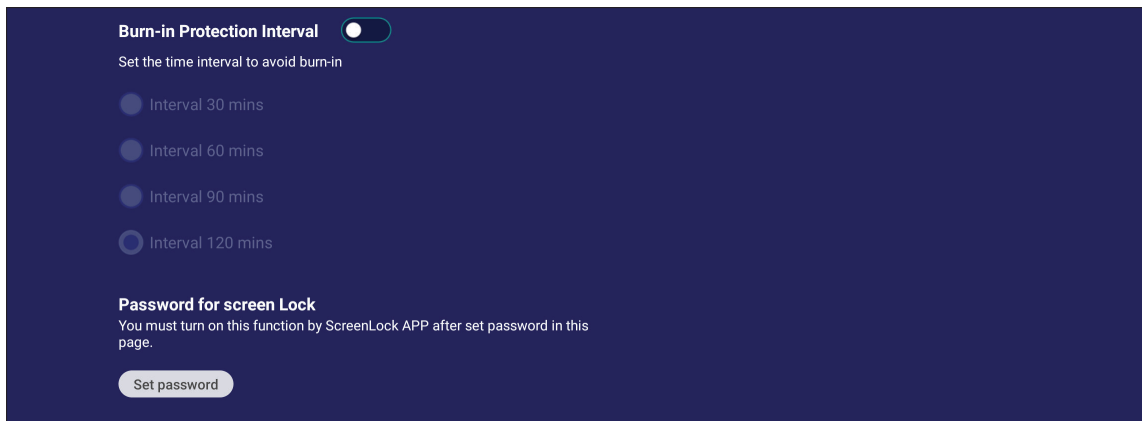 Burn-in Protection Interval
Set the time interval to avoid burn-in
Interval 30 mins
Interval 60 mins
Interval 90 mins
Interval 120 mins
Password for screen Lock
You must turn on this function by ScreenLock APP after set password in this
page.
Set password